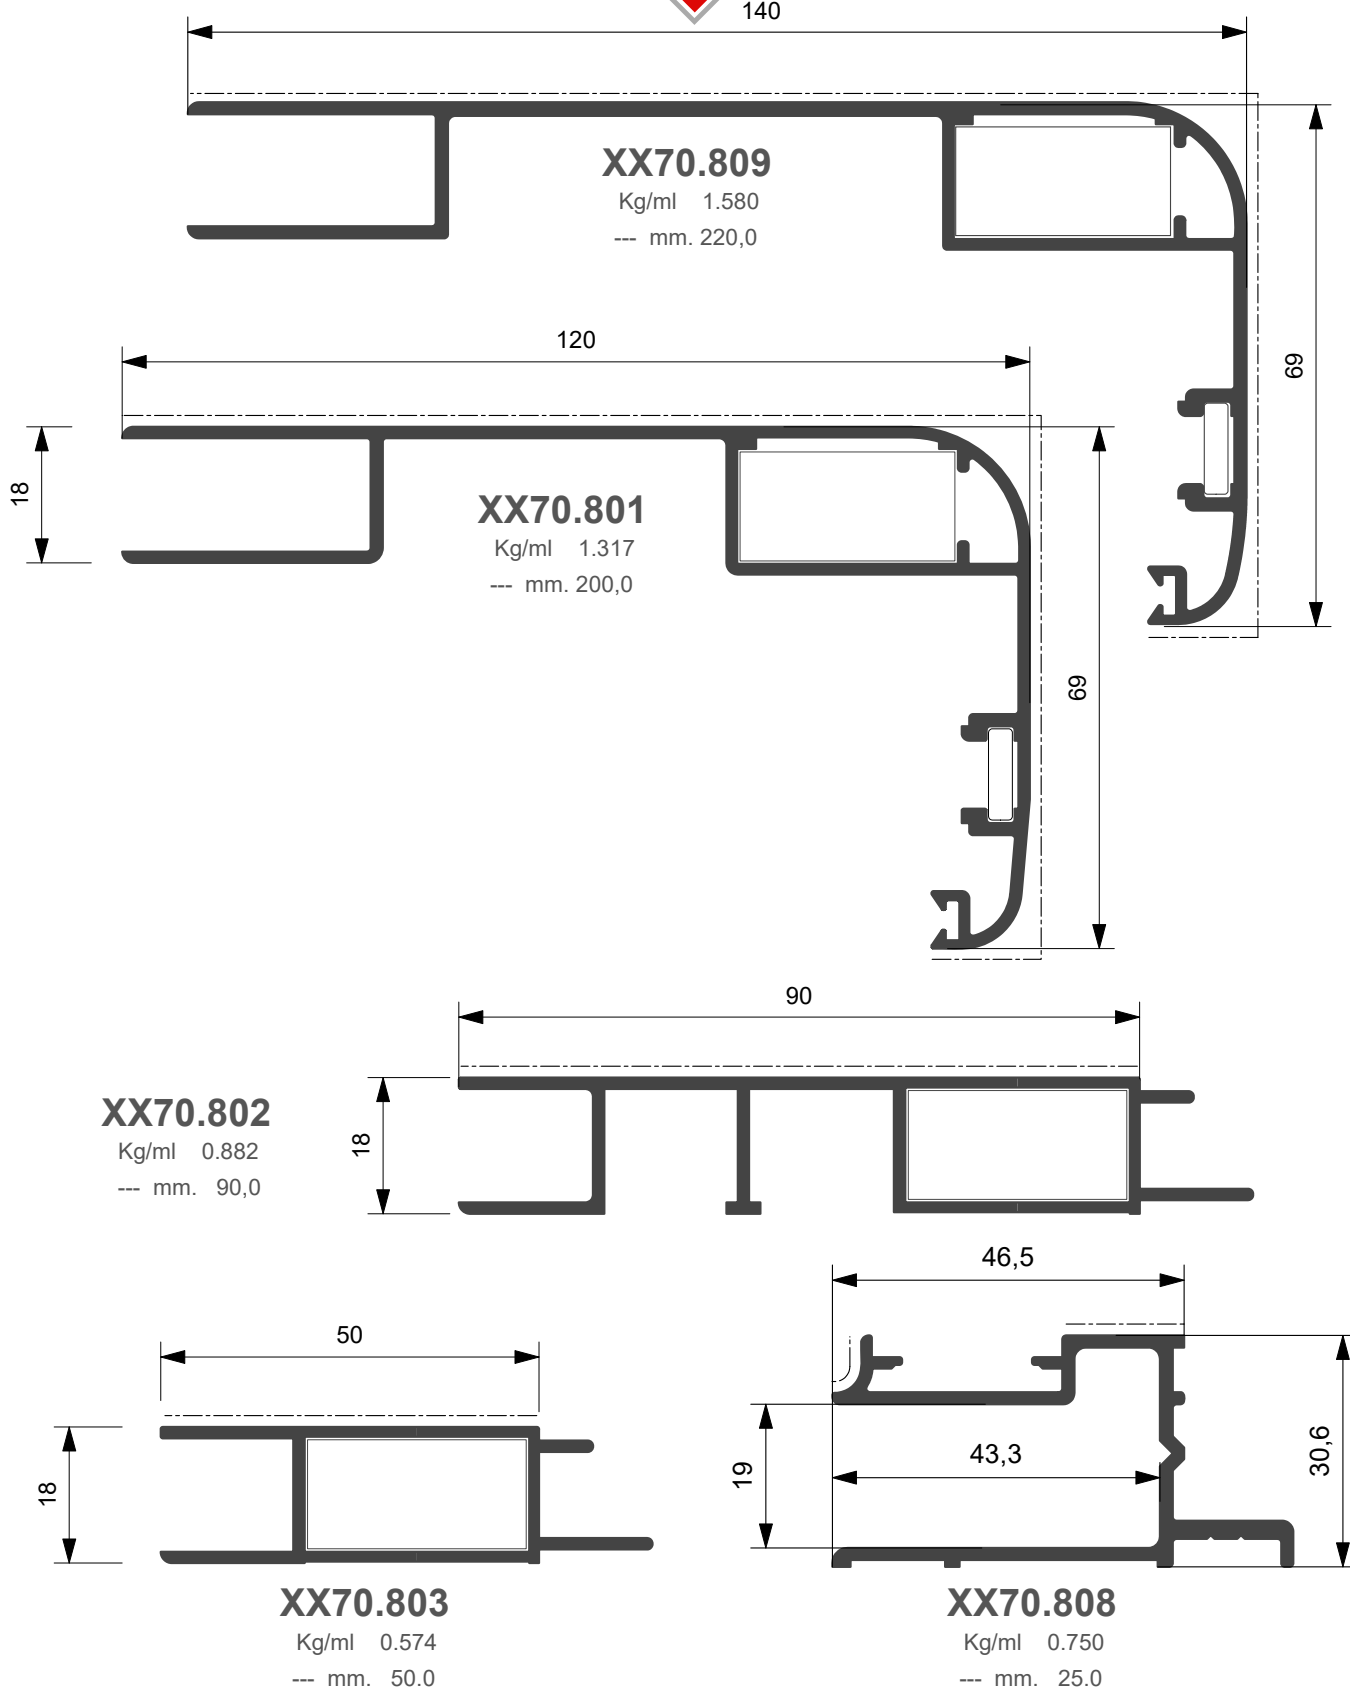 140
XX70.809
Kg/ml 1.580
--- mm. 220,0
69
120
18
XX70.801
Kg/ml 1.317
--- mm. 200,0
69
90
XX70.802
Kg/ml 0.882
--- mm. 90,0
18
46,5
50
18
19
43,3
30,6
XX70.803
Kg/ml 0.574
--- mm. 50.0
XX70.808
Kg/ml 0.750
--- mm. 25.0